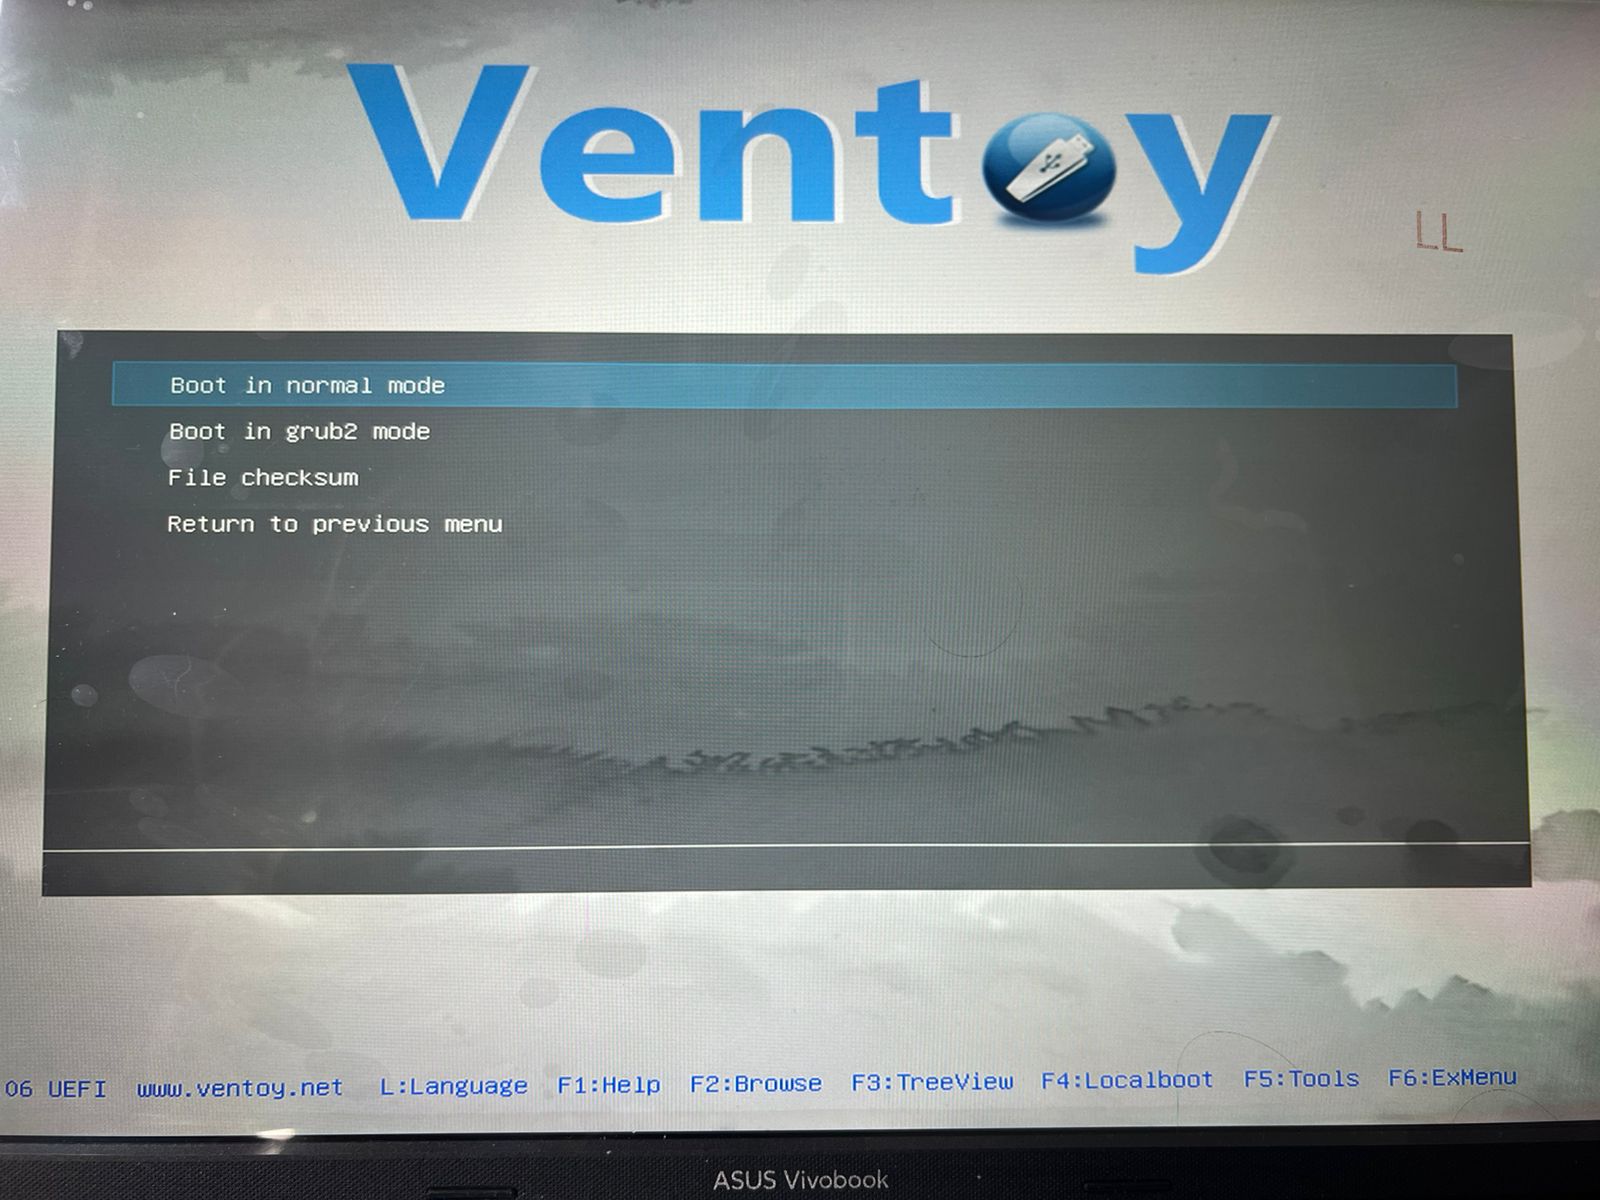 Ventoy
LL
Boot in normal mode
Boot in grub2 mode
File checksum
Return to previous menu
06 UEFI www.ventoy.net L:Language F1:Help F2:Browse F3:TreeView F4:Localboot F5:Tools F6:ExMenu
ASUS Vivobook